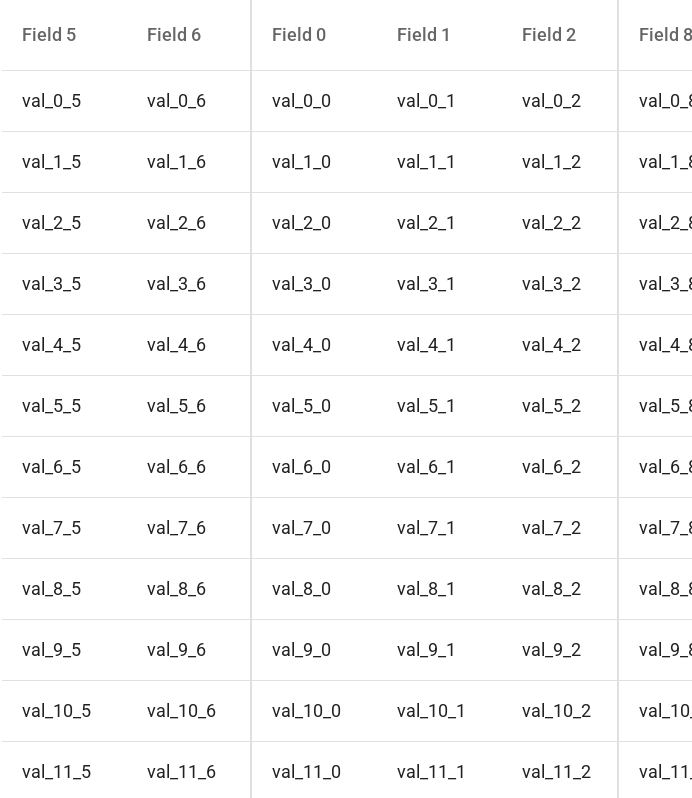 Field 5 Field 6 Field 0 Field 1 Field 2 Field 8
val_0_5 val_0_6 val_0_0 val_0_1 val_0_2 val_0_8
val_1_5 val_1_6 val_1_0 val_1_1 val_1_2 val_1_8
val_2_5 val_2_6 val_2_0 val_2_1 val_2_2 val_2_8
val_3_5 val_3_6 val_3_0 val_3_1 val_3_2 val_3_8
val_4_5 val_4_6 val_4_0 val_4_1 val_4_2 val_4_8
val_5_5 val_5_6 val_5_0 val_5_1 val_5_2 val_5_8
val_6_5 val_6_6 val_6_0 val_6_1 val_6_2 val_6_8
val_7_5 val_7_6 val_7_0 val_7_1 val_7_2 val_7_8
val_8_5 val_8_6 val_8_0 val_8_1 val_8_2 val_8_8
val_9_5 val_9_6 val_9_0 val_9_1 val_9_2 val_9_8
val_10_5 val_10_6 val_10_0 val_10_1 val_10_2 val_10_
val_11_5 val_11_6 val_11_0 val_11_1 val_11_2 val_11_